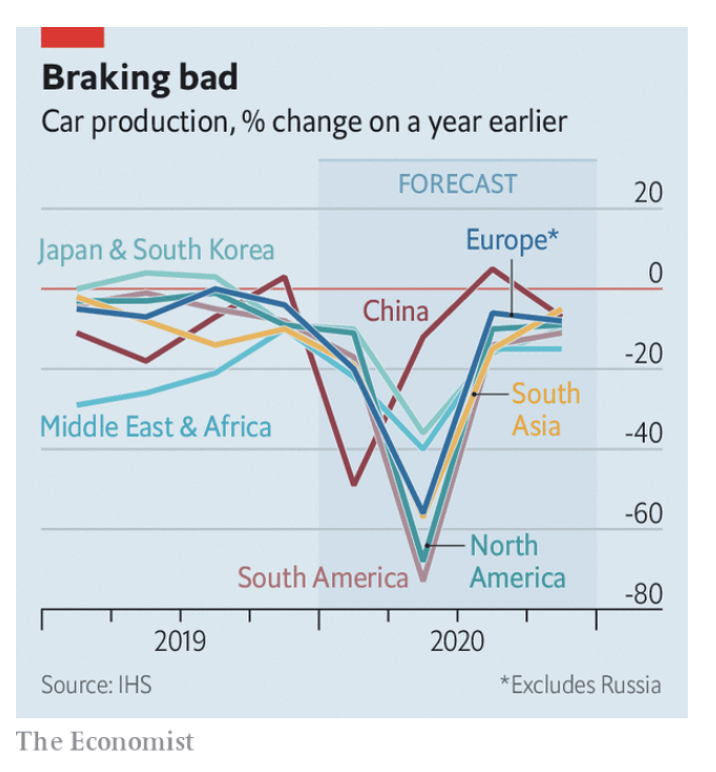 Braking bad
Car production, % change on a year earlier
FORECAST
20
Japan & South Korea
Europe*
0
China
-20
South
Asia
Middle East & Africa
-40
-60
North
America
South America
-80
2019
2020
Source: IHS
*Excludes Russia
The Economist